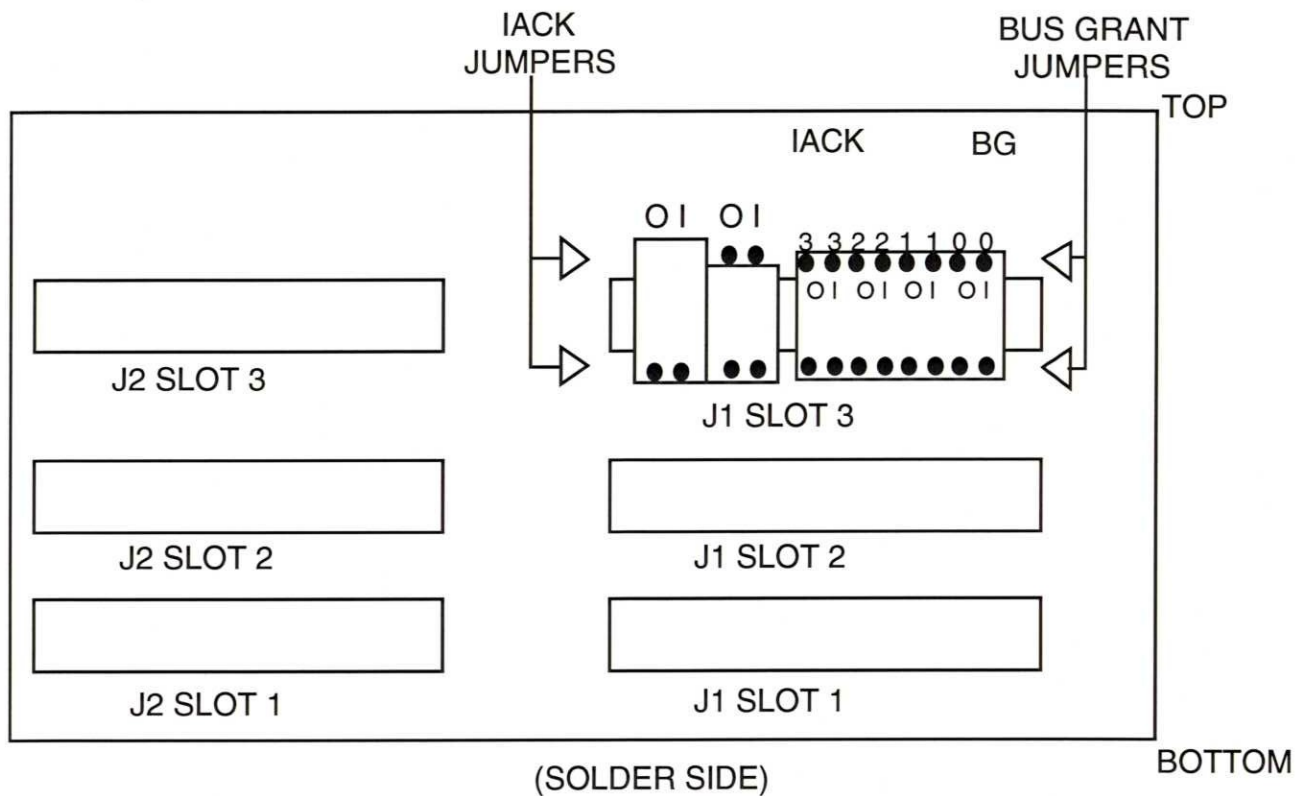 IACK
JUMPERS
BUS GRANT
JUMPERS
TOP
IACK BG
O I O I
3 3 2 2 1 1 0 0
O I O I O I O I
J2 SLOT 3
J1 SLOT 3
J2 SLOT 2
J1 SLOT 2
J2 SLOT 1
J1 SLOT 1
BOTTOM
(SOLDER SIDE)